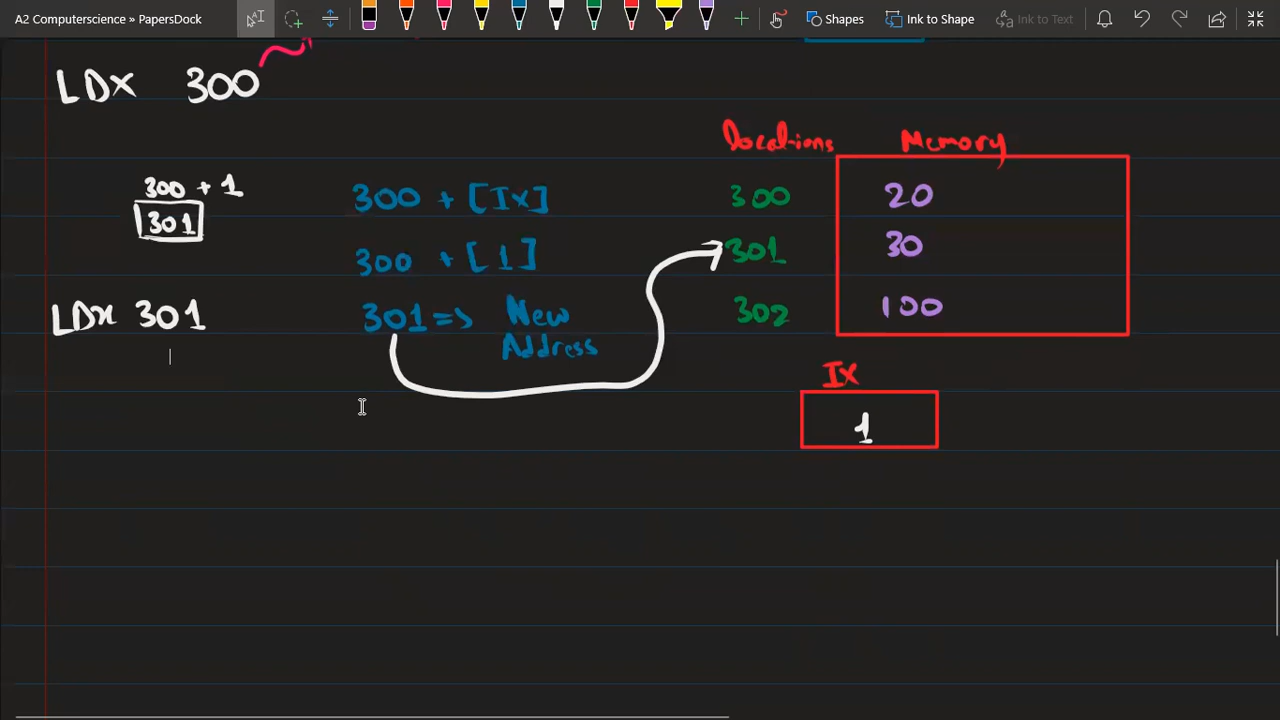 A2 Computerscience » PapersDock
Shapes
Ink to Shape
Ink to Text
LDX 300
locations Memory
300 + 1
301
300 + [Ix]
300 + [1]
301 => New
Address
LDx 301
300 20
301 30
302 100
IX
1